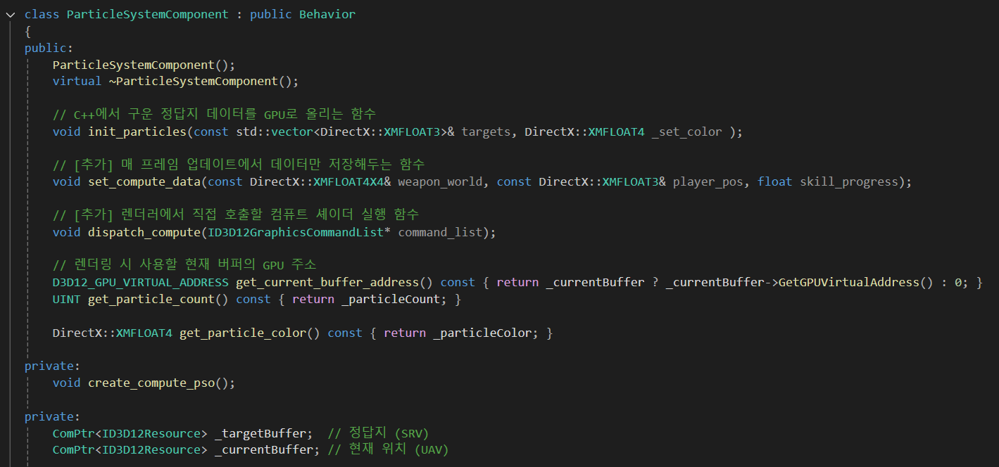 class ParticleSystemComponent : public Behavior
{
public:
    ParticleSystemComponent();
    virtual ~ParticleSystemComponent();
    // C++에서 구운 정답지 데이터를 GPU로 올리는 함수
    void init_particles(const std::vector<DirectX::XMFLOAT3>& targets, DirectX::XMFLOAT4 _set_color );
    // [추가] 매 프레임 업데이트에서 데이터만 저장해두는 함수
    void set_compute_data(const DirectX::XMFLOAT4X4& weapon_world, const DirectX::XMFLOAT3& player_pos, float skill_progress);
    // [추가] 렌더러에서 직접 호출할 컴퓨트 셰이더 실행 함수
    void dispatch_compute(ID3D12GraphicsCommandList* command_list);
    // 렌더링 시 사용할 현재 버퍼의 GPU 주소
    D3D12_GPU_VIRTUAL_ADDRESS get_current_buffer_address() const { return _currentBuffer ? _currentBuffer->GetGPUVirtualAddress() : 0; }
    UINT get_particle_count() const { return _particleCount; }
    DirectX::XMFLOAT4 get_particle_color() const { return _particleColor; }
private:
    void create_compute_pso();
private:
    ComPtr<ID3D12Resource> _targetBuffer;  // 정답지 (SRV)
    ComPtr<ID3D12Resource> _currentBuffer; // 현재 위치 (UAV)